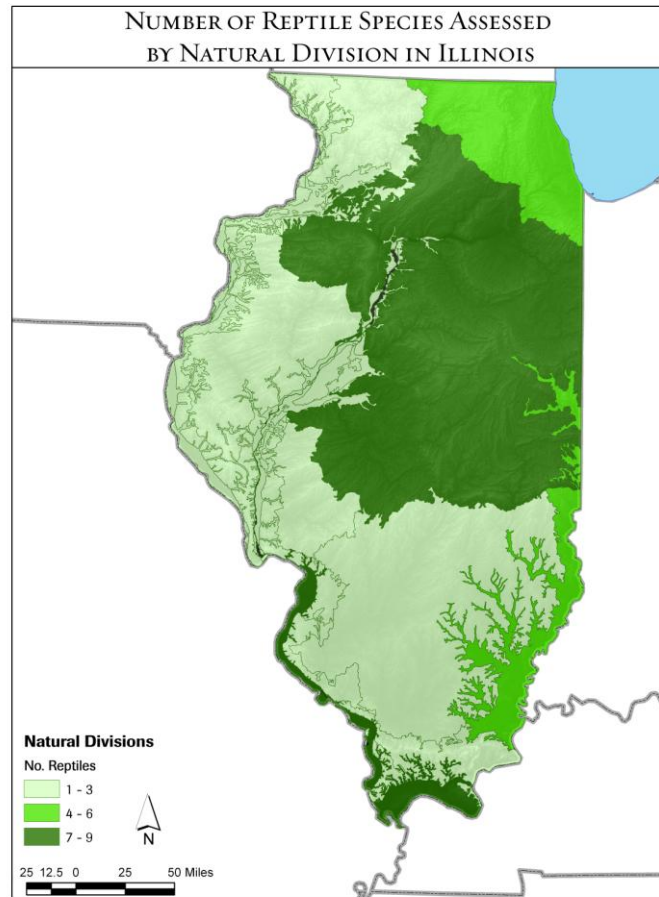 Number of Reptile Species Assessed
by Natural Division in Illinois
Natural Divisions
No. Reptiles
1 - 3
4 - 6
7 - 9
N
25 12.5 0 25 50 Miles